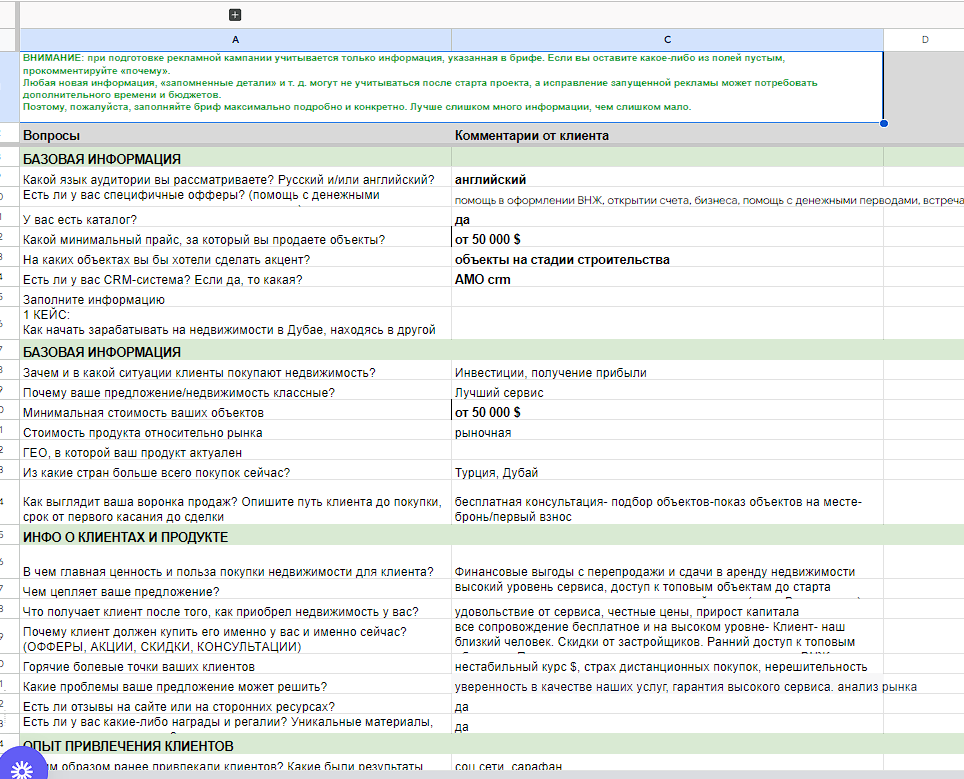 A C D
ВНИМАНИЕ: при подготовке рекламной кампании учитывается только информация, указанная в брифе. Если вы оставите какое-либо из полей пустым,
прокомментируйте «почему».
Любая новая информация, «запомненные детали» и т. д. могут не учитываться после старта проекта, а исправление запущенной рекламы может потребовать
дополнительного времени и бюджетов.
Поэтому, пожалуйста, заполняйте бриф максимально подробно и конкретно. Лучше слишком много информации, чем слишком мало.
Вопросы Комментарии от клиента
БАЗОВАЯ ИНФОРМАЦИЯ
Какой язык аудитории вы рассматриваете? Русский и/или английский? английский
Есть ли у вас специфичные офферы? (помощь с денежными
помощь в оформлении ВНЖ, открытии счета, бизнеса, помощь с денежными перводами, встреча
У вас есть каталог? да
Какой минимальный прайс, за который вы продаете объекты? от 50 000 $
На каких объектах вы бы хотели сделать акцент? объекты на стадии строительства
Есть ли у вас CRM-система? Если да, то какая? АМО crm
Заполните информацию
1 КЕЙС:
Как начать зарабатывать на недвижимости в Дубае, находясь в другой
БАЗОВАЯ ИНФОРМАЦИЯ
Зачем и в какой ситуации клиенты покупают недвижимость? Инвестиции, получение прибыли
Почему ваше предложение/недвижимость классные? Лучший сервис
Минимальная стоимость ваших объектов от 50 000 $
Стоимость продукта относительно рынка рыночная
ГЕО, в которой ваш продукт актуален
Из какие стран больше всего покупок сейчас? Турция, Дубай
Как выглядит ваша воронка продаж? Опишите путь клиента до покупки,
срок от первого касания до сделки
бесплатная консультация- подбор объектов-показ объектов на месте-
бронь/первый взнос
ИНФО О КЛИЕНТАХ И ПРОДУКТЕ
В чем главная ценность и польза покупки недвижимости для клиента? Финансовые выгоды с перепродажи и сдачи в аренду недвижимости
Чем цепляет ваше предложение? высокий уровень сервиса, доступ к топовым объектам до старта
Что получает клиент после того, как приобрел недвижимость у вас? удовольствие от сервиса, честные цены, прирост капитала
Почему клиент должен купить его именно у вас и именно сейчас?
(ОФФЕРЫ, АКЦИИ, СКИДКИ, КОНСУЛЬТАЦИИ)
все сопровождение бесплатное и на высоком уровне- Клиент- наш
близкий человек. Скидки от застройщиков. Ранний доступ к топовым
Горячие болевые точки ваших клиентов нестабильный курс $, страх дистанционных покупок, нерешительность
Какие проблемы ваше предложение может решить? уверенность в качестве наших услуг, гарантия высокого сервиса. анализ рынка
Есть ли отзывы на сайте или на сторонних ресурсах? да
Есть ли у вас какие-либо награды и регалии? Уникальные материалы, да
ОПЫТ ПРИВЛЕЧЕНИЯ КЛИЕНТОВ
образом ранее привлекали клиентов? Какие были результаты соц сети, сарафан